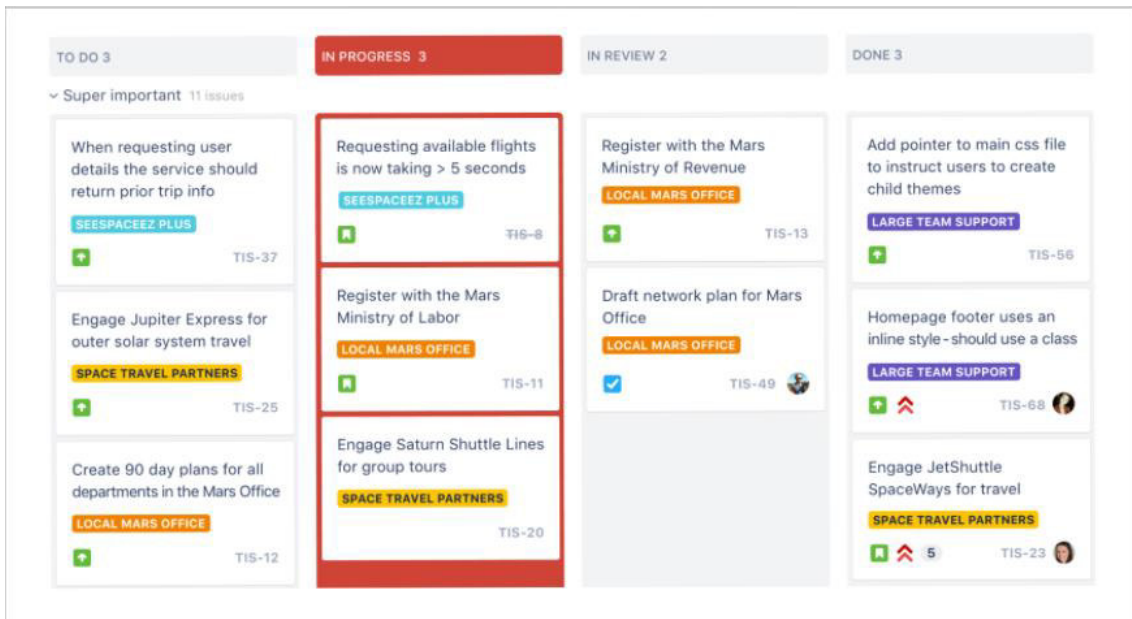 TO DO 3
IN PROGRESS 3
IN REVIEW 2
DONE 3
Super important 11 issues
When requesting user
details the service should
return prior trip info
SEESPACEEZ PLUS
TIS-37
Engage Jupiter Express for
outer solar system travel
SPACE TRAVEL PARTNERS
TIS-25
Create 90 day plans for all
departments in the Mars Office
LOCAL MARS OFFICE
TIS-12
Requesting available flights
is now taking > 5 seconds
SEESPACEEZ PLUS
TIS-8
Register with the Mars
Ministry of Labor
LOCAL MARS OFFICE
TIS-11
Engage Saturn Shuttle Lines
for group tours
SPACE TRAVEL PARTNERS
TIS-20
Register with the Mars
Ministry of Revenue
LOCAL MARS OFFICE
TIS-13
Draft network plan for Mars
Office
LOCAL MARS OFFICE
TIS-49
Add pointer to main css file
to instruct users to create
child themes
LARGE TEAM SUPPORT
TIS-56
Homepage footer uses an
inline style-should use a class
LARGE TEAM SUPPORT
TIS-68
Engage JetShuttle
SpaceWays for travel
SPACE TRAVEL PARTNERS
5 TIS-23